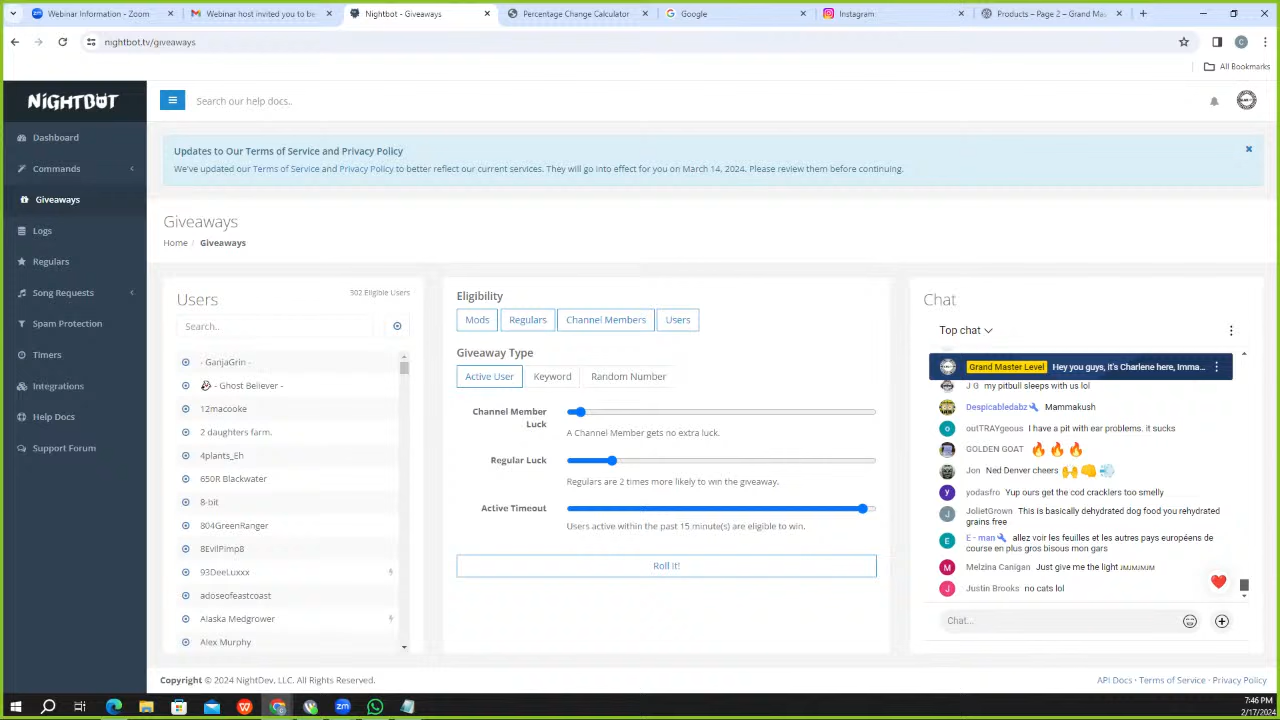 Webinar Information - Zoom
Webinar host invited you to be
Nightbot - Giveaways
Percentage Change Calculator
Google
Instagram
Products – Page 2 – Grand Ma
nightbot.tv/giveaways
C
All Bookmarks
NIGHTBOT
Search our help docs..
Dashboard
Commands
Giveaways
Logs
Regulars
Song Requests
Spam Protection
Timers
Integrations
Help Docs
Support Forum
Updates to Our Terms of Service and Privacy Policy
We've updated our Terms of Service and Privacy Policy to better reflect our current services. They will go into effect for you on March 14, 2024. Please review them before continuing.
Giveaways
Home / Giveaways
Users
302 Eligible Users
Search..
- GanjaGrin -
- Ghost Believer -
12macooke
2 daughters farm.
4plants_Eh
650R Blackwater
8-bit
804GreenRanger
8EvilPimp8
93DeeLuxxx
adoseofeastcoast
Alaska Medgrower
Alex Murphy
Eligibility
Mods Regulars Channel Members Users
Giveaway Type
Active User Keyword Random Number
Channel Member Luck
A Channel Member gets no extra luck.
Regular Luck
Regulars are 2 times more likely to win the giveaway.
Active Timeout
Users active within the past 15 minute(s) are eligible to win.
Roll It!
Chat
Top chat
Grand Master Level Hey you guys, it's Charlene here, Imma...
J G my pitbull sleeps with us lol
Despicabledabz Mammakush
outTRAYgeous I have a pit with ear problems. it sucks
GOLDEN GOAT 🔥🔥🔥
Jon Ned Denver cheers 🙌👊💨
yodasfro Yup ours get the cod cracklers too smelly
JolietGrown This is basically dehydrated dog food you rehydrated
grains free
E - man allez voir les feuilles et les autres pays européens de
course en plus gros bisous mon gars
Melzina Canigan Just give me the light
Justin Brooks no cats lol
Chat...
Copyright © 2024 NightDev, LLC. All Rights Reserved.
API Docs · Terms of Service · Privacy Policy
7:46 PM
2/17/2024